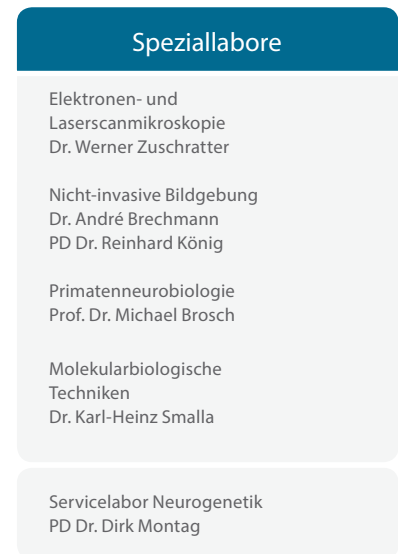 Speziallabore
Elektronen- und
Laserscanmikroskopie
Dr. Werner Zuschratter
Nicht-invasive Bildgebung
Dr. André Brechmann
PD Dr. Reinhard König
Primatenneurobiologie
Prof. Dr. Michael Brosch
Molekularbiologische
Techniken
Dr. Karl-Heinz Smalla
Servicelabor Neurogenetik
PD Dr. Dirk Montag